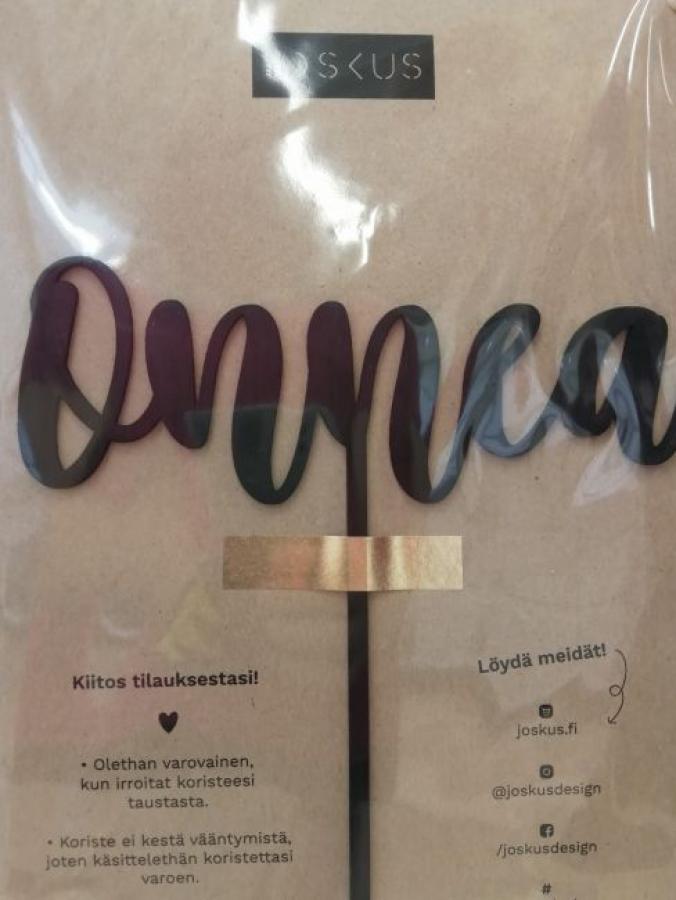 JOSKUS
Onnea
Kiitos tilauksestasi!
• Olethan varovainen,
kun irroitat koristeesi
taustasta.
• Koriste ei kestä vääntymistä,
joten käsittelethän koristettasi
varoen.
Löydä meidät!
joskus.fi
@joskusdesign
/joskusdesign
#